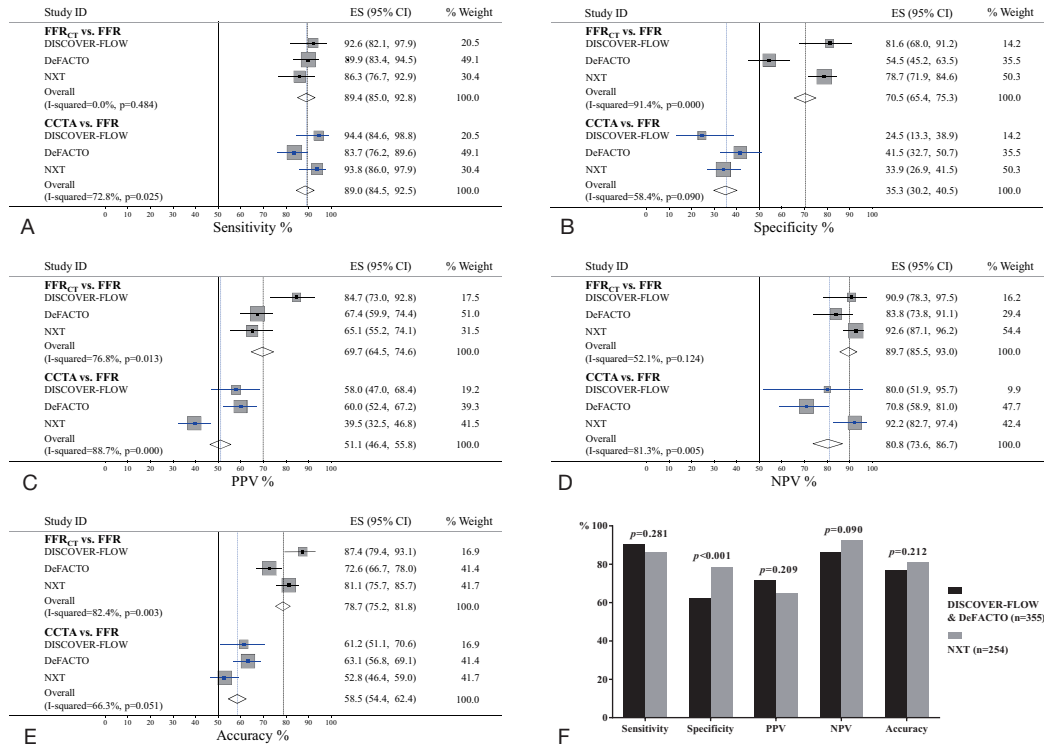 Study ID ES (95% CI) % Weight
FFRCT vs. FFR
DISCOVER-FLOW 92.6 (82.1, 97.9) 20.5
DeFACTO 89.9 (83.4, 94.5) 49.1
NXT 86.3 (76.7, 92.9) 30.4
Overall
(I-squared=0.0%, p=0.484) 89.4 (85.0, 92.8) 100.0
CCTA vs. FFR
DISCOVER-FLOW 94.4 (84.6, 98.8) 20.5
DeFACTO 83.7 (76.2, 89.6) 49.1
NXT 93.8 (86.0, 97.9) 30.4
Overall
(I-squared=72.8%, p=0.025) 89.0 (84.5, 92.5) 100.0
0 10 20 30 40 50 60 70 80 90 100
A Sensitivity %
Study ID ES (95% CI) % Weight
FFRCT vs. FFR
DISCOVER-FLOW 81.6 (68.0, 91.2) 14.2
DeFACTO 54.5 (45.2, 63.5) 35.5
NXT 78.7 (71.9, 84.6) 50.3
Overall
(I-squared=91.4%, p=0.000) 70.5 (65.4, 75.3) 100.0
CCTA vs. FFR
DISCOVER-FLOW 24.5 (13.3, 38.9) 14.2
DeFACTO 41.5 (32.7, 50.7) 35.5
NXT 33.9 (26.9, 41.5) 50.3
Overall
(I-squared=58.4%, p=0.090) 35.3 (30.2, 40.5) 100.0
0 10 20 30 40 50 60 70 80 90 100
B Specificity %
Study ID ES (95% CI) % Weight
FFRCT vs. FFR
DISCOVER-FLOW 84.7 (73.0, 92.8) 17.5
DeFACTO 67.4 (59.9, 74.4) 51.0
NXT 65.1 (55.2, 74.1) 31.5
Overall
(I-squared=76.8%, p=0.013) 69.7 (64.5, 74.6) 100.0
CCTA vs. FFR
DISCOVER-FLOW 58.0 (47.0, 68.4) 19.2
DeFACTO 60.0 (52.4, 67.2) 39.3
NXT 39.5 (32.5, 46.8) 41.5
Overall
(I-squared=88.7%, p=0.000) 51.1 (46.4, 55.8) 100.0
0 10 20 30 40 50 60 70 80 90 100
C PPV %
Study ID ES (95% CI) % Weight
FFRCT vs. FFR
DISCOVER-FLOW 90.9 (78.3, 97.5) 16.2
DeFACTO 83.8 (73.8, 91.1) 29.4
NXT 92.6 (87.1, 96.2) 54.4
Overall
(I-squared=52.1%, p=0.124) 89.7 (85.5, 93.0) 100.0
CCTA vs. FFR
DISCOVER-FLOW 80.0 (51.9, 95.7) 9.9
DeFACTO 70.8 (58.9, 81.0) 47.7
NXT 92.2 (82.7, 97.4) 42.4
Overall
(I-squared=81.3%, p=0.005) 80.8 (73.6, 86.7) 100.0
0 10 20 30 40 50 60 70 80 90 100
D NPV %
Study ID ES (95% CI) % Weight
FFRCT vs. FFR
DISCOVER-FLOW 87.4 (79.4, 93.1) 16.9
DeFACTO 72.6 (66.7, 78.0) 41.4
NXT 81.1 (75.7, 85.7) 41.7
Overall
(I-squared=82.4%, p=0.003) 78.7 (75.2, 81.8) 100.0
CCTA vs. FFR
DISCOVER-FLOW 61.2 (51.1, 70.6) 16.9
DeFACTO 63.1 (56.8, 69.1) 41.4
NXT 52.8 (46.4, 59.0) 41.7
Overall
(I-squared=66.3%, p=0.051) 58.5 (54.4, 62.4) 100.0
0 10 20 30 40 50 60 70 80 90 100
E Accuracy %
% 100
80
60
40
20
0
p=0.281
p<0.001
p=0.209
p=0.090
p=0.212
DISCOVER-FLOW
& DeFACTO (n=355)
NXT (n=254)
Sensitivity Specificity PPV NPV Accuracy
F